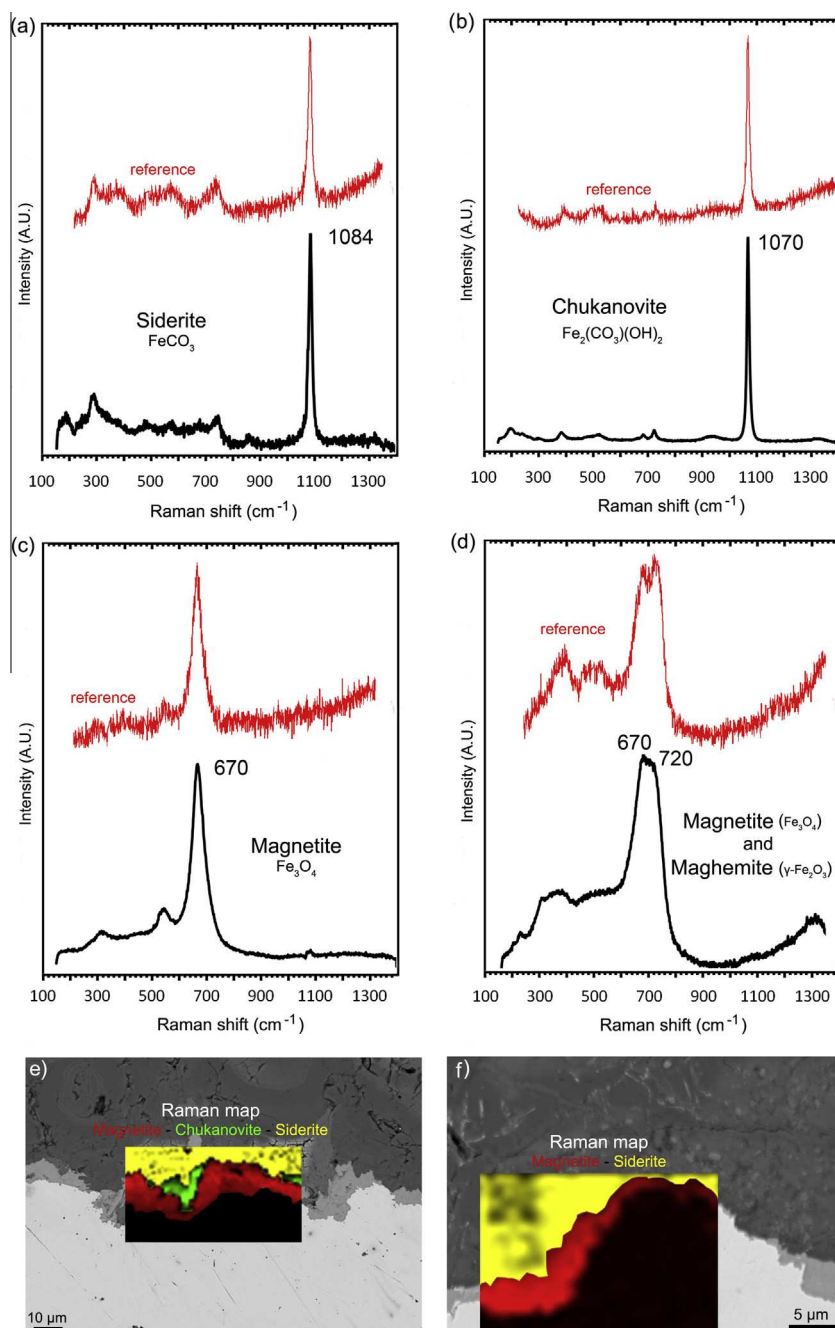 (a)
reference
1084
Siderite
FeCO₃
Intensity (A.U.)
100 300 500 700 900 1100 1300
Raman shift (cm⁻¹)
(b)
reference
1070
Chukanovite
Fe₂(CO₃)(OH)₂
Intensity (A.U.)
100 300 500 700 900 1100 1300
Raman shift (cm⁻¹)
(c)
reference
670
Magnetite
Fe₃O₄
Intensity (A.U.)
100 300 500 700 900 1100 1300
Raman shift (cm⁻¹)
(d)
reference
670 720
Magnetite (Fe₃O₄)
and
Maghemite (γ-Fe₂O₃)
Intensity (A.U.)
100 300 500 700 900 1100 1300
Raman shift (cm⁻¹)
e)
Raman map
Magnetite - Chukanovite - Siderite
10 µm
f)
Raman map
Magnetite - Siderite
5 µm